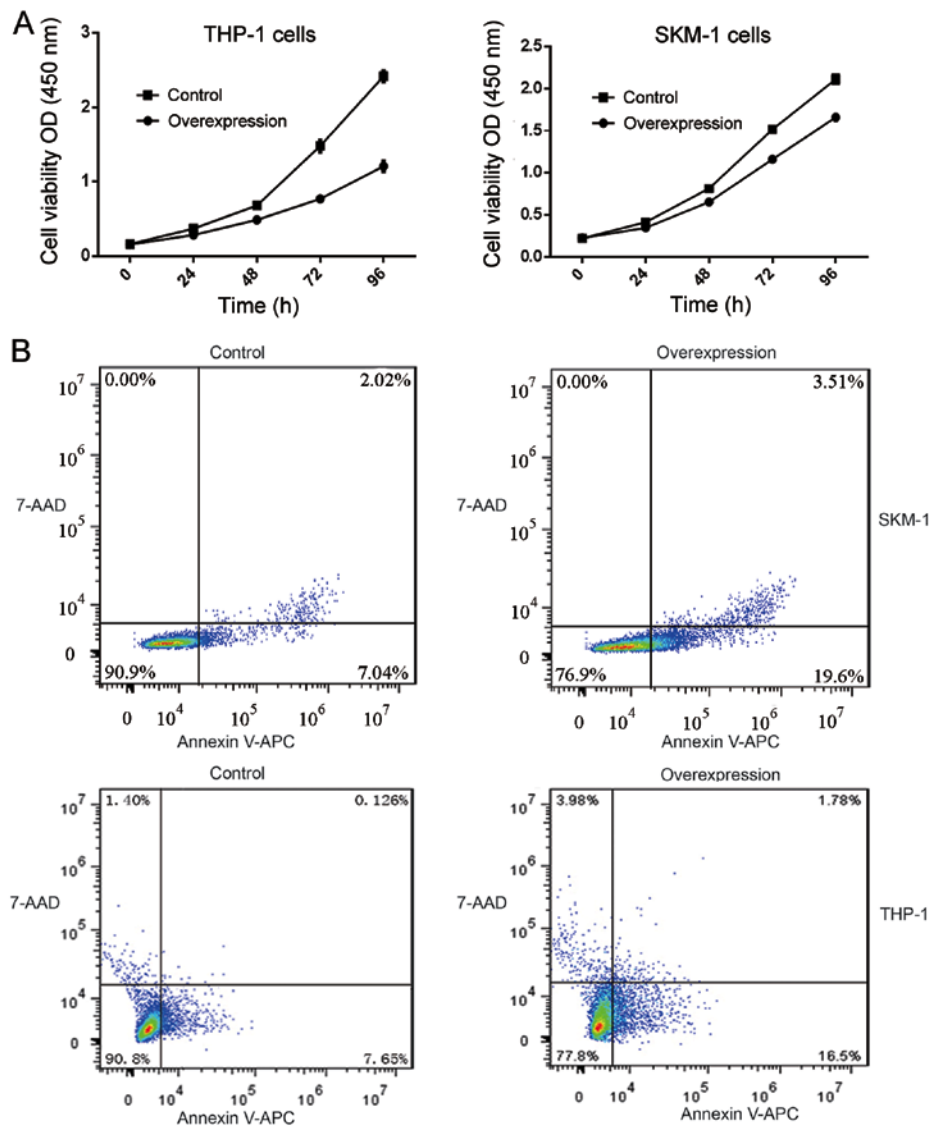 A
THP-1 cells
Cell viability OD (450 nm)
3
2
1
0
Control
Overexpression
0 24 48 72 96
Time (h)
SKM-1 cells
Cell viability OD (450 nm)
2.5
2.0
1.5
1.0
0.5
0.0
Control
Overexpression
0 24 48 72 96
Time (h)
B
Control
0.00% 2.02%
10^7
10^6
7-AAD
10^5
10^4
0
90.9% 7.04%
0 10^4 10^5 10^6 10^7
Annexin V-APC
Overexpression
0.00% 3.51%
10^7
10^6
7-AAD
10^5
10^4
0
76.9% 19.6%
0 10^4 10^5 10^6 10^7
Annexin V-APC
SKM-1
Control
1.40% 0.126%
10^7
10^6
7-AAD
10^5
10^4
0
90.8% 7.65%
0 10^4 10^5 10^6 10^7
Annexin V-APC
Overexpression
3.98% 1.78%
10^7
10^6
7-AAD
10^5
10^4
0
77.8% 16.5%
0 10^4 10^5 10^6 10^7
Annexin V-APC
THP-1